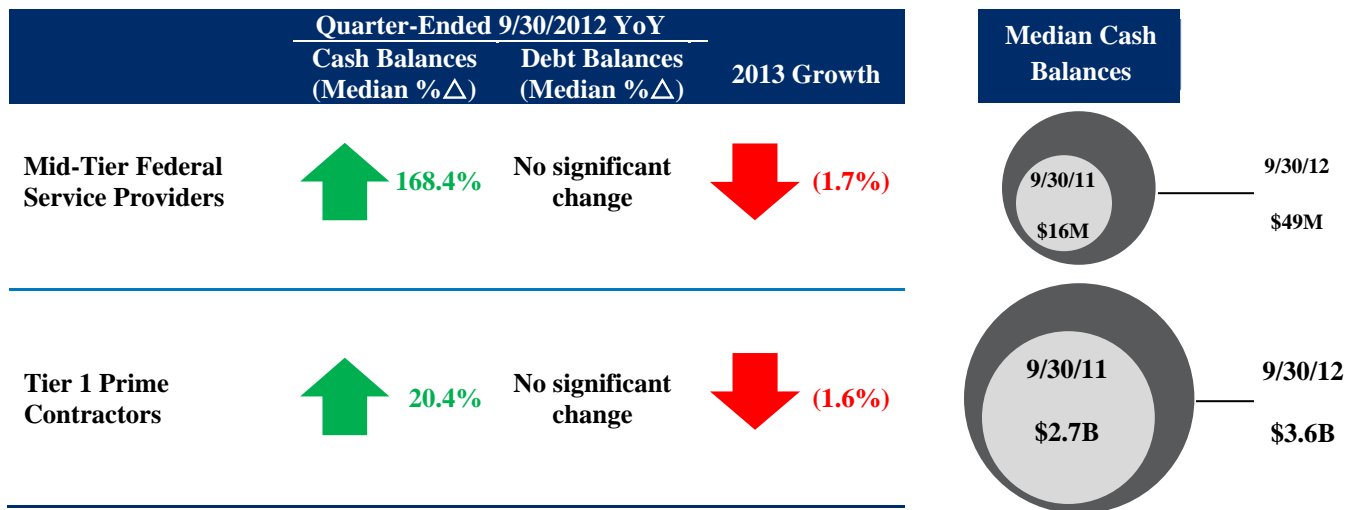 Quarter-Ended 9/30/2012 YoY
Cash Balances
(Median %△)
Debt Balances
(Median %△)
2013 Growth
Median Cash
Balances
Mid-Tier Federal
Service Providers
168.4%
No significant
change
(1.7%)
9/30/11
$16M
9/30/12
$49M
Tier 1 Prime
Contractors
20.4%
No significant
change
(1.6%)
9/30/11
$2.7B
9/30/12
$3.6B